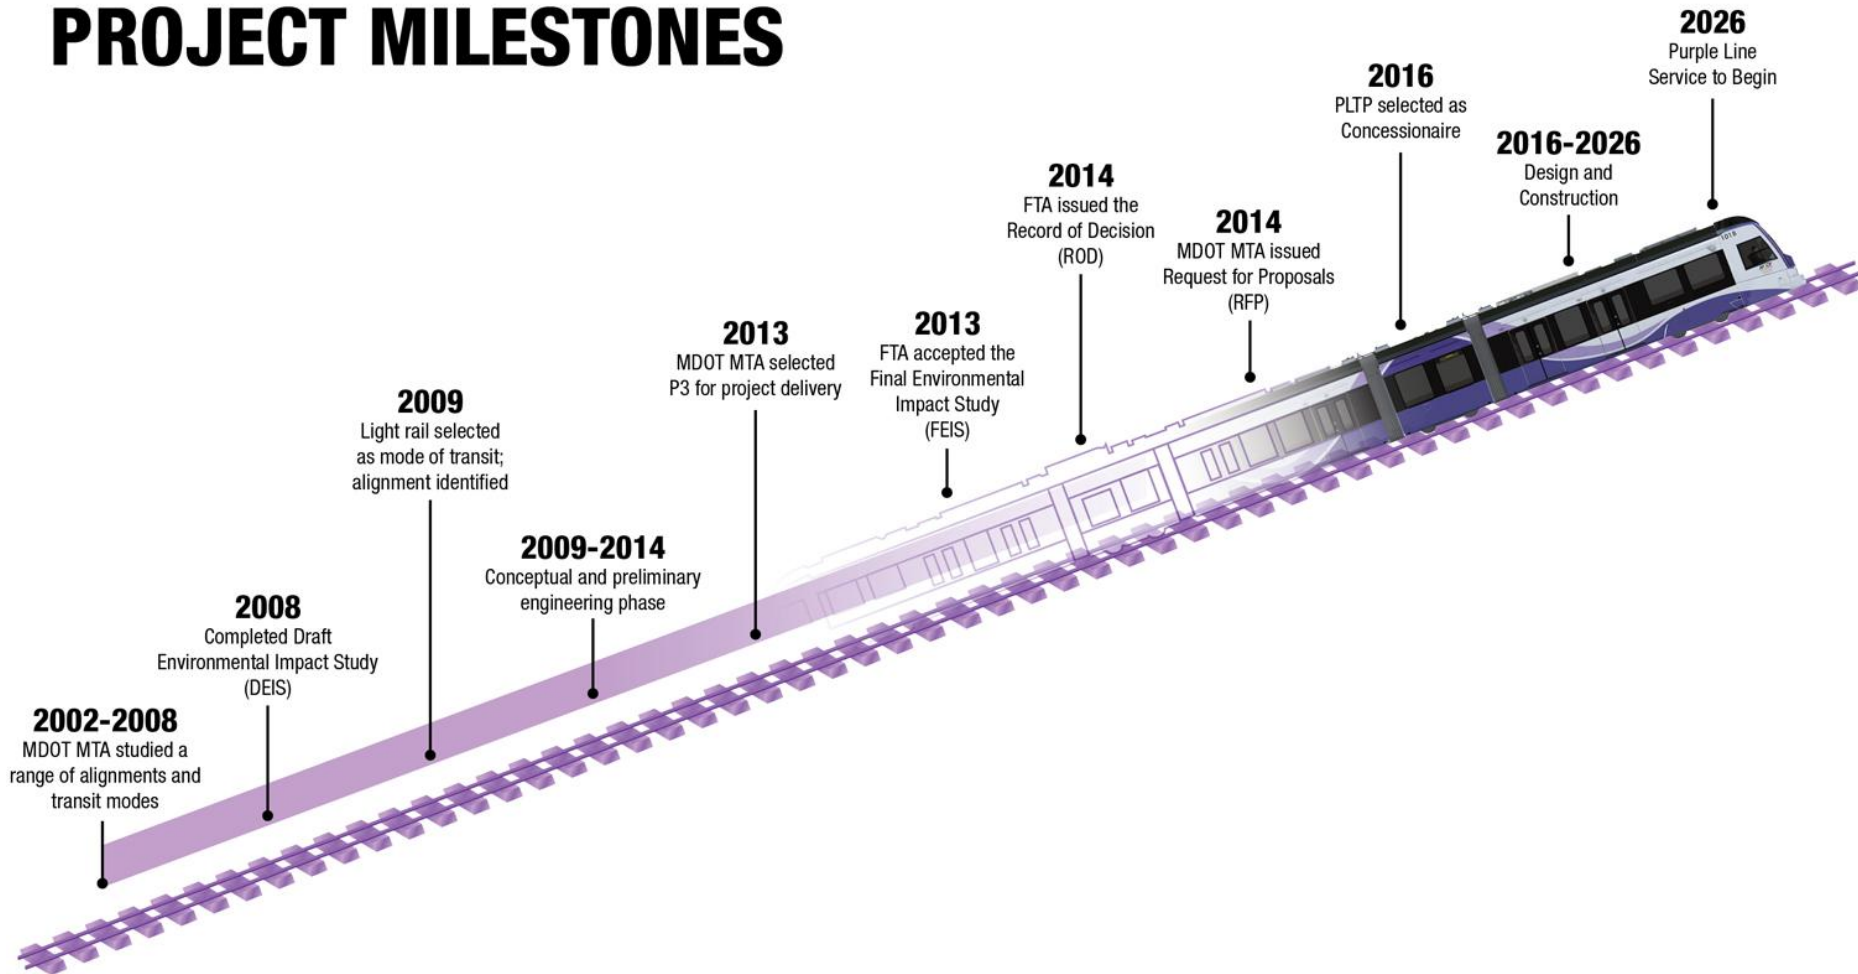 PROJECT MILESTONES
2002-2008
MDOT MTA studied a
range of alignments and
transit modes
2008
Completed Draft
Environmental Impact Study
(DEIS)
2009
Light rail selected
as mode of transit;
alignment identified
2009-2014
Conceptual and preliminary
engineering phase
2013
MDOT MTA selected
P3 for project delivery
2013
FTA accepted the
Final Environmental
Impact Study
(FEIS)
2014
FTA issued the
Record of Decision
(ROD)
2014
MDOT MTA issued
Request for Proposals
(RFP)
2016
PLTP selected as
Concessionaire
2016-2026
Design and
Construction
2026
Purple Line
Service to Begin